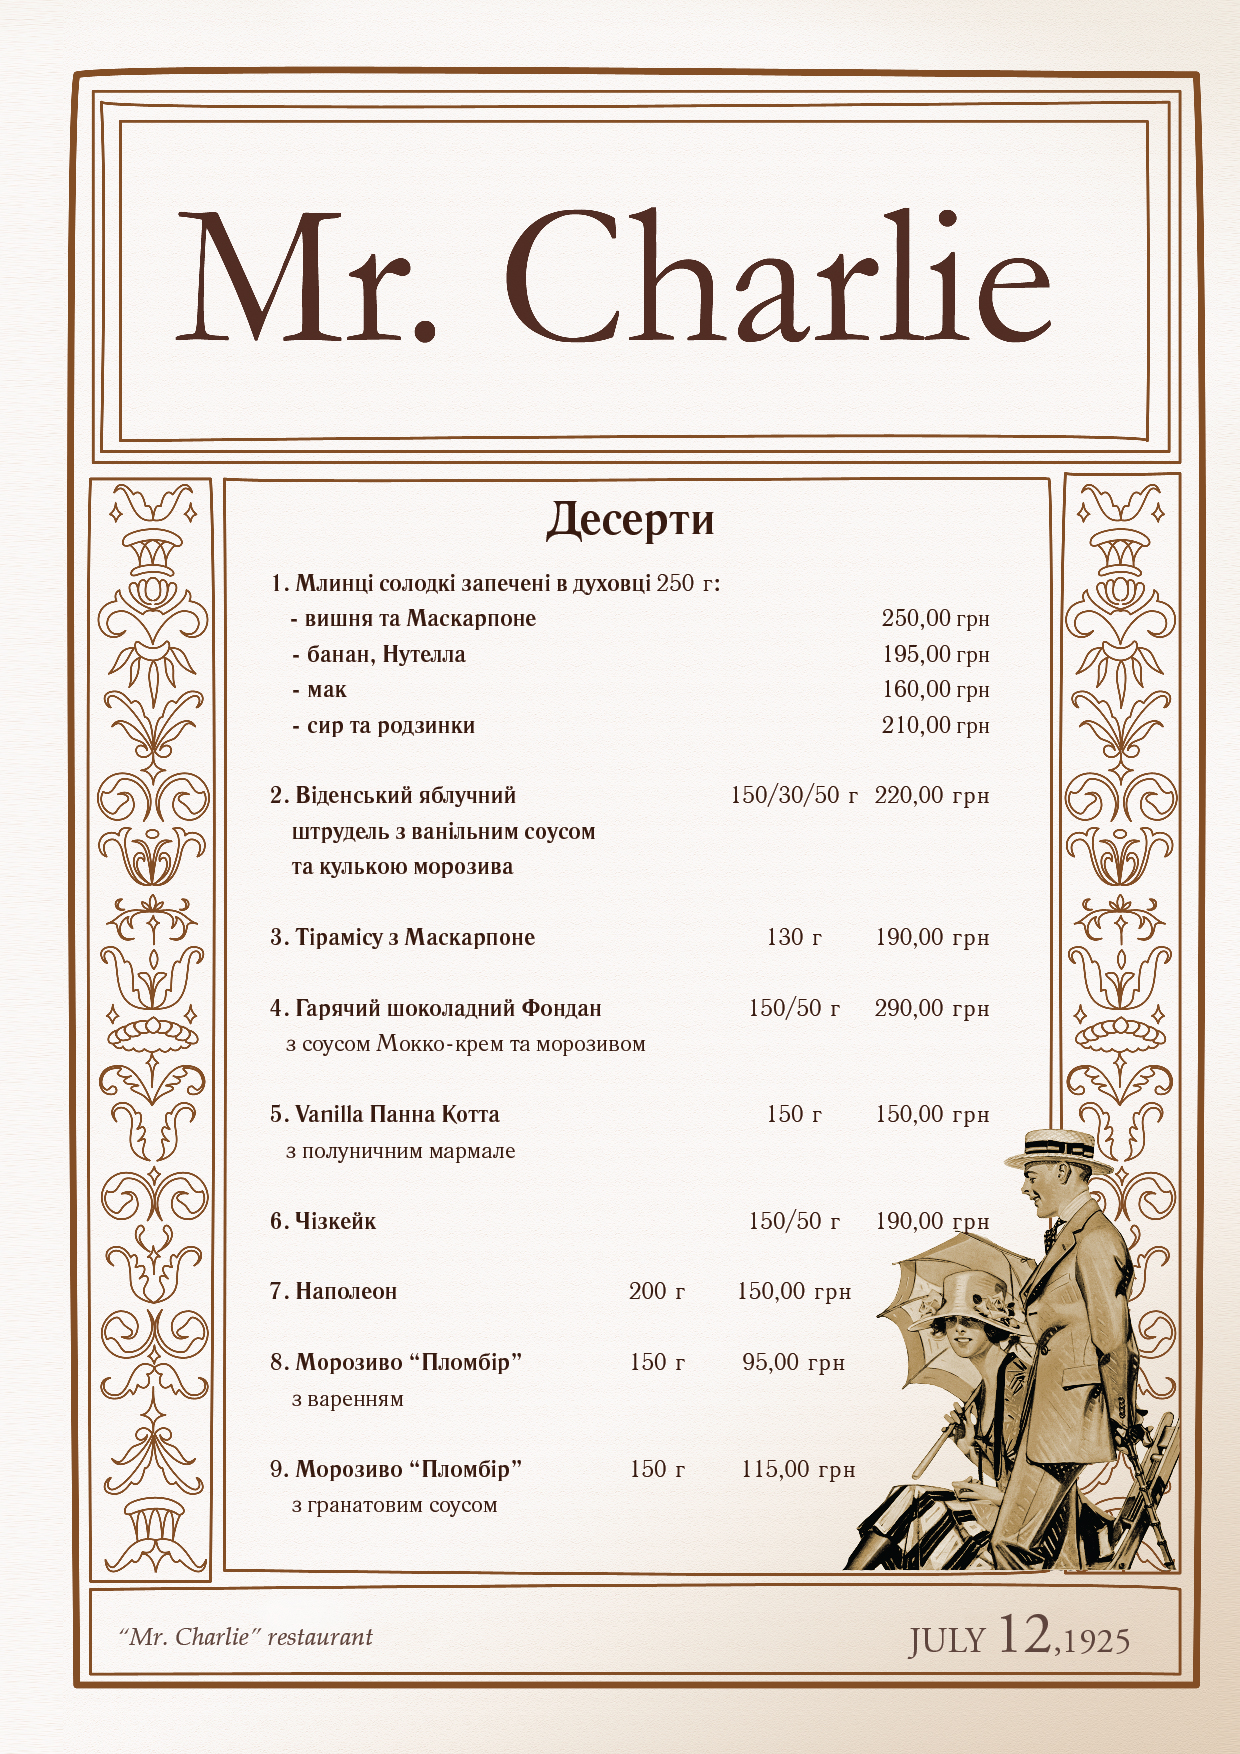 Mr. Charlie
Десерти
1. Млинці солодкі запечені в духовці 250 г:
- вишня та Маскарпоне 250,00 грн
- банан, Нутелла 195,00 грн
- мак 160,00 грн
- сир та родзинки 210,00 грн
2. Віденський яблучний 150/30/50 г 220,00 грн
штрудель з ванільним соусом
та кулькою морозива
3. Тірамісу з Маскарпоне 130 г 190,00 грн
4. Гарячий шоколадний Фондан 150/50 г 290,00 грн
з соусом Мокко-крем та морозивом
5. Vanilla Панна Котта 150 г 150,00 грн
з полуничним мармале
6. Чізкейк 150/50 г 190,00 грн
7. Наполеон 200 г 150,00 грн
8. Морозиво “Пломбір” 150 г 95,00 грн
з варенням
9. Морозиво “Пломбір” 150 г 115,00 грн
з гранатовим соусом
“Mr. Charlie” restaurant JULY 12,1925